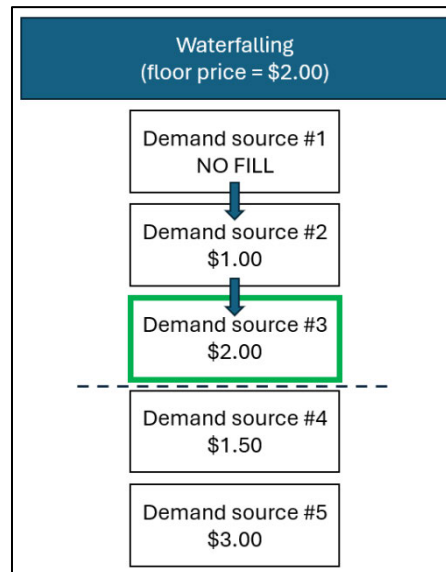 Waterfalling
(floor price = $2.00)
Demand source #1
NO FILL
Demand source #2
$1.00
Demand source #3
$2.00
Demand source #4
$1.50
Demand source #5
$3.00